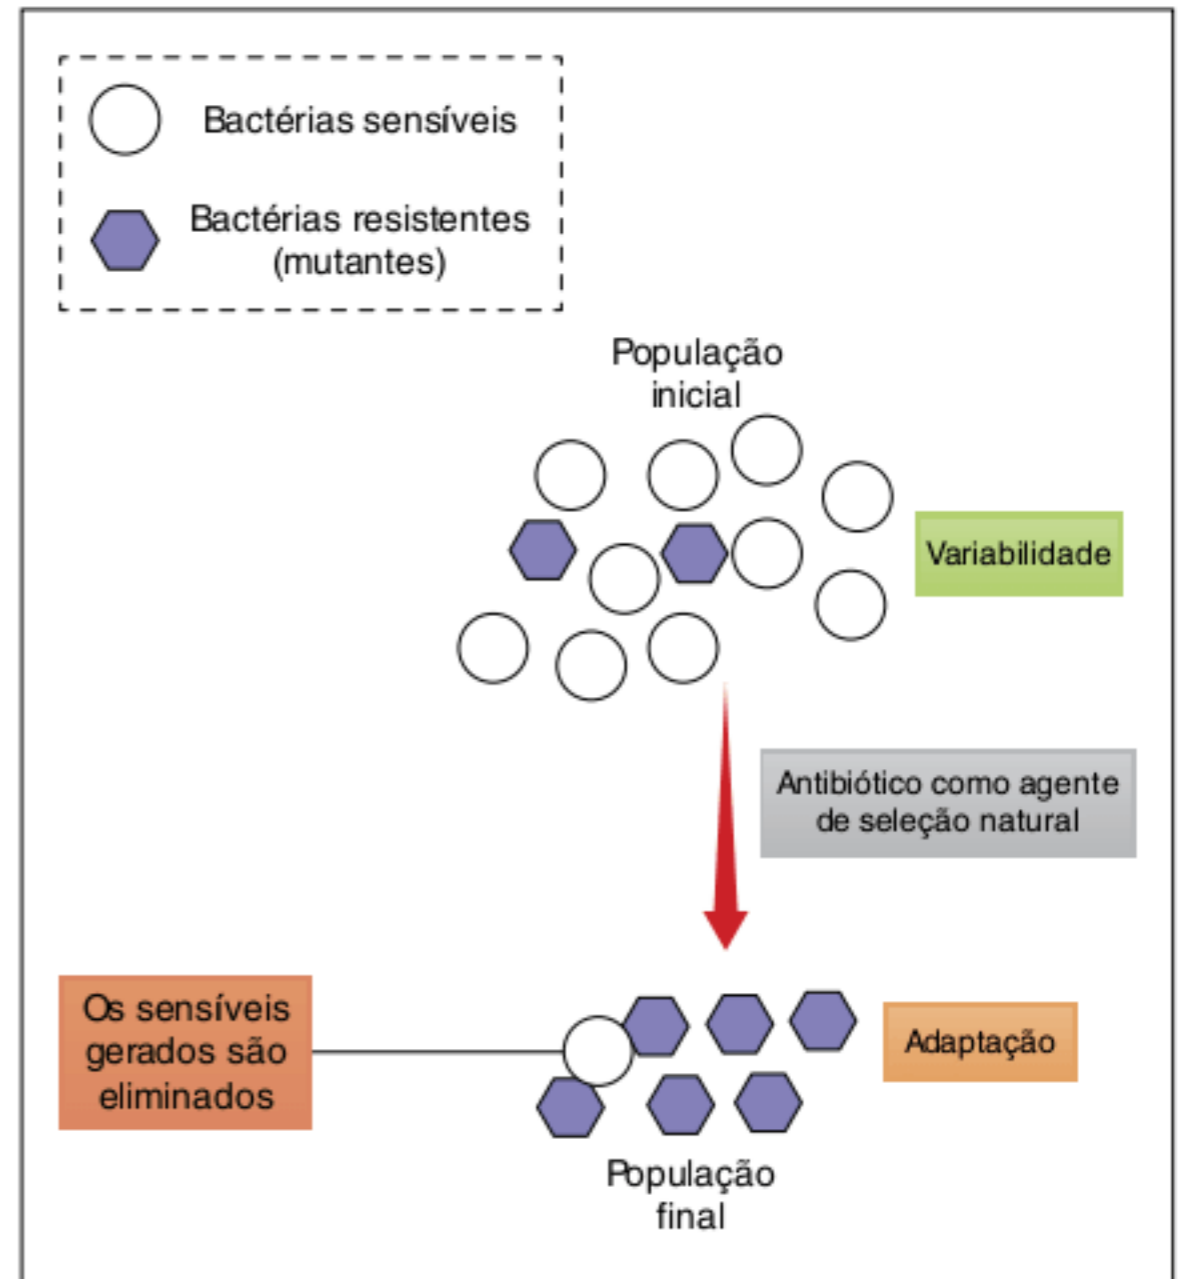 Bactérias sensíveis
Bactérias resistentes
(mutantes)
População
inicial
Variabilidade
Antibiótico como agente
de seleção natural
Os sensíveis
gerados são
eliminados
Adaptação
População
final